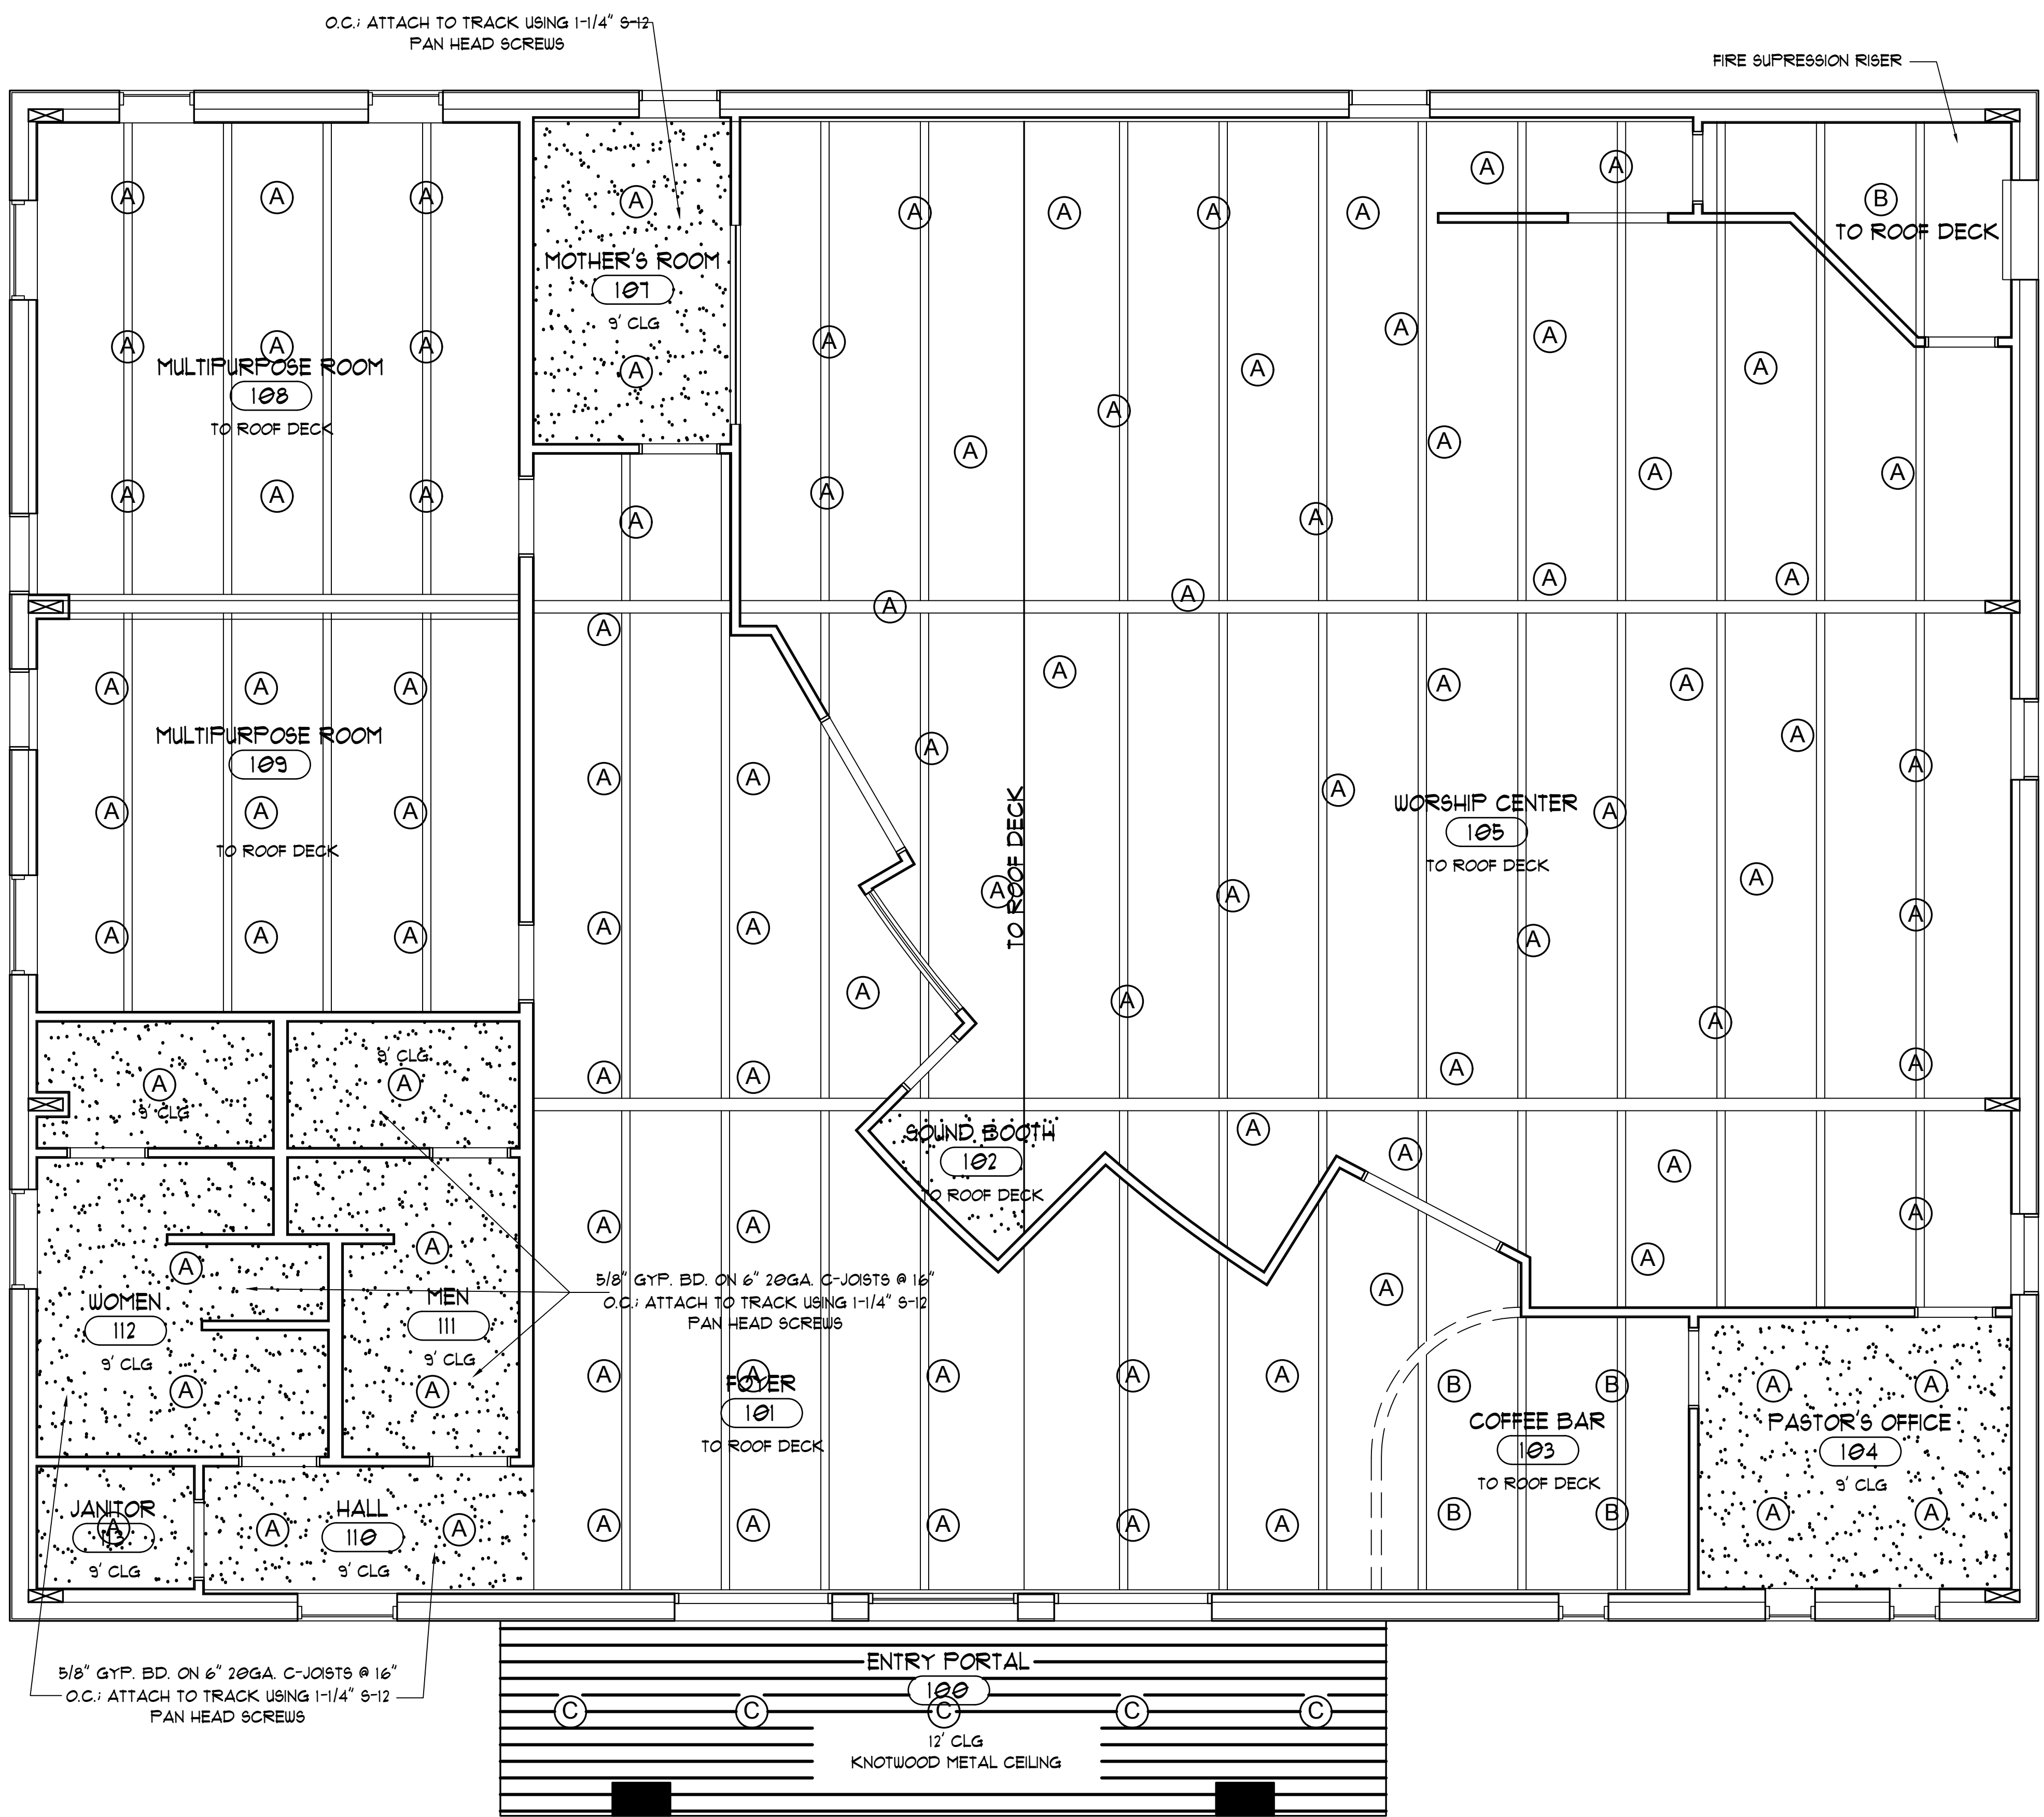 O.C.; ATTACH TO TRACK USING 1-1/4" S-12
PAN HEAD SCREWS
FIRE SUPRESSION RISER
A A A
A
A A
A A A A
B
TO ROOF DECK
MOTHER'S ROOM
107
9' CLG
A
A A A
MULTIPURPOSE ROOM
108
TO ROOF DECK
A A A
A A A A A A
A A A A A
A A A A
A A A A
A
A A A
MULTIPURPOSE ROOM
109
A A A
TO ROOF DECK
A A A
A A A A A
A A A A A
WORSHIP CENTER
105
TO ROOF DECK
TO ROOF DECK
A A A A A
A A A A
A A A A
A A A A
9' CLG
A
A
9' CLG
SOUND BOOTH
102
TO ROOF DECK
A A A A
A A A A
A
A
WOMEN
112
9' CLG
A
MEN
111
9' CLG
A
5/8" GYP. BD. ON 6" 20GA. C-JOISTS @ 16"
O.C.; ATTACH TO TRACK USING 1-1/4" S-12
PAN HEAD SCREWS
A A A A A
FOYER
101
TO ROOF DECK
B B
COFFEE BAR
103
TO ROOF DECK
B B
A A
PASTOR'S OFFICE
104
9' CLG
A A
JANITOR
A
113
9' CLG
HALL
A 110 A
9' CLG
A A A A A
5/8" GYP. BD. ON 6" 20GA. C-JOISTS @ 16"
O.C.; ATTACH TO TRACK USING 1-1/4" S-12
PAN HEAD SCREWS
ENTRY PORTAL
100
C C C C C
12' CLG
KNOTWOOD METAL CEILING